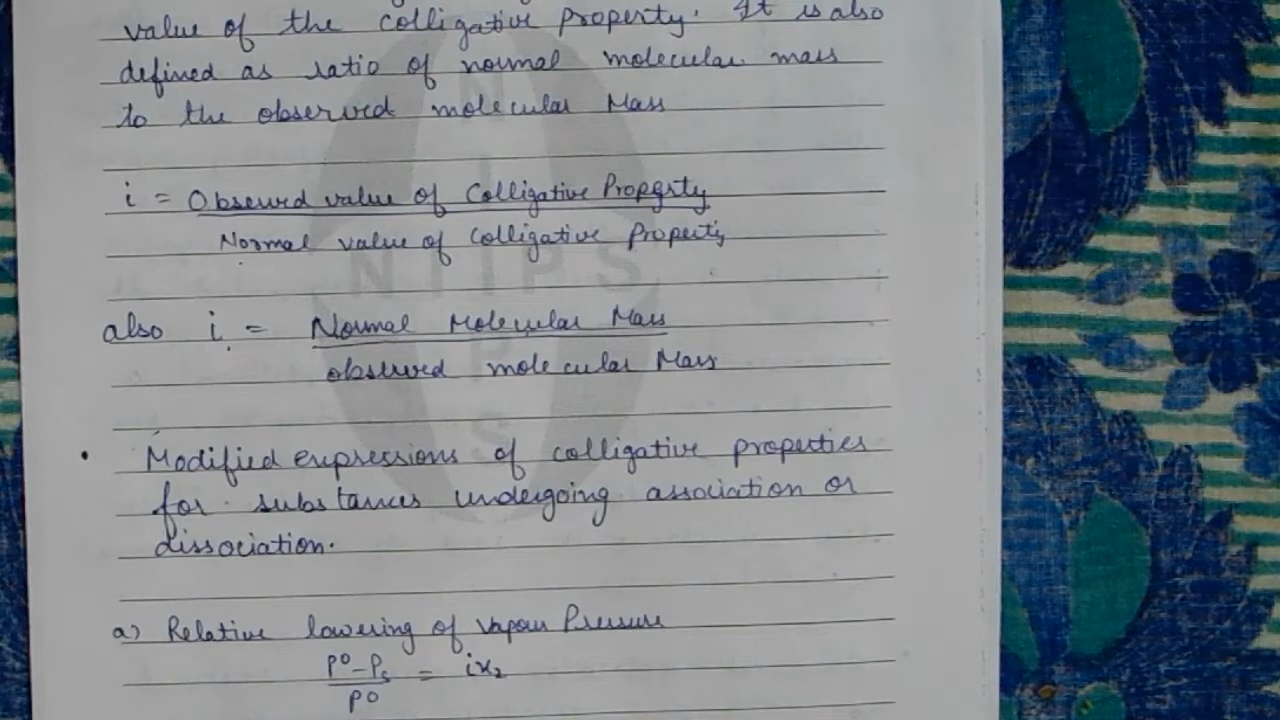 value of the colligative property. It is also
defined as ratio of normal molecular mass
to the observed molecular Mass
i = Observed value of Colligative Property
Normal value of Colligative Property
also i = Normal Molecular Mass
observed molecular Mass
• Modified expressions of colligative properties
for substances undergoing association or
dissociation.
a) Relative lowering of Vapour Pressure
P° - Ps = ix₂
P°
NIIPS